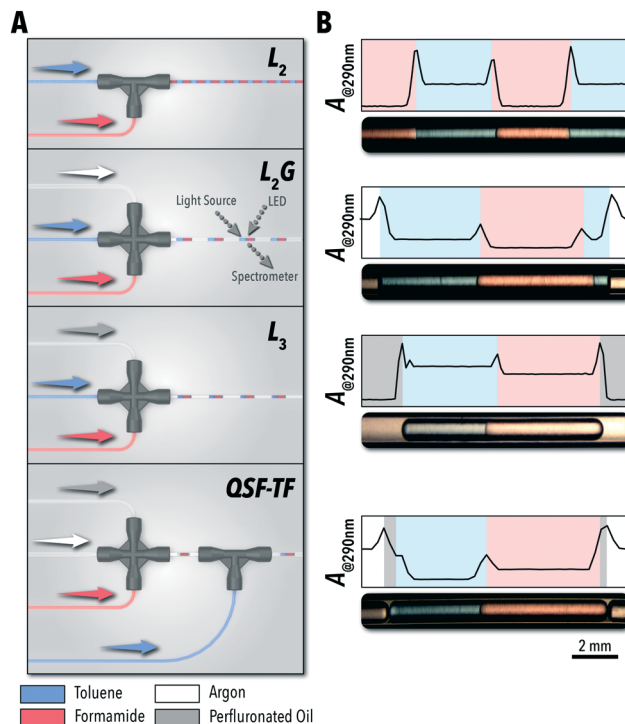 A
B
L2
A@290nm
L2G
Light Source
LED
Spectrometer
A@290nm
L3
A@290nm
QSF-TF
A@290nm
2 mm
Toluene
Argon
Formamide
Perfluronated Oil